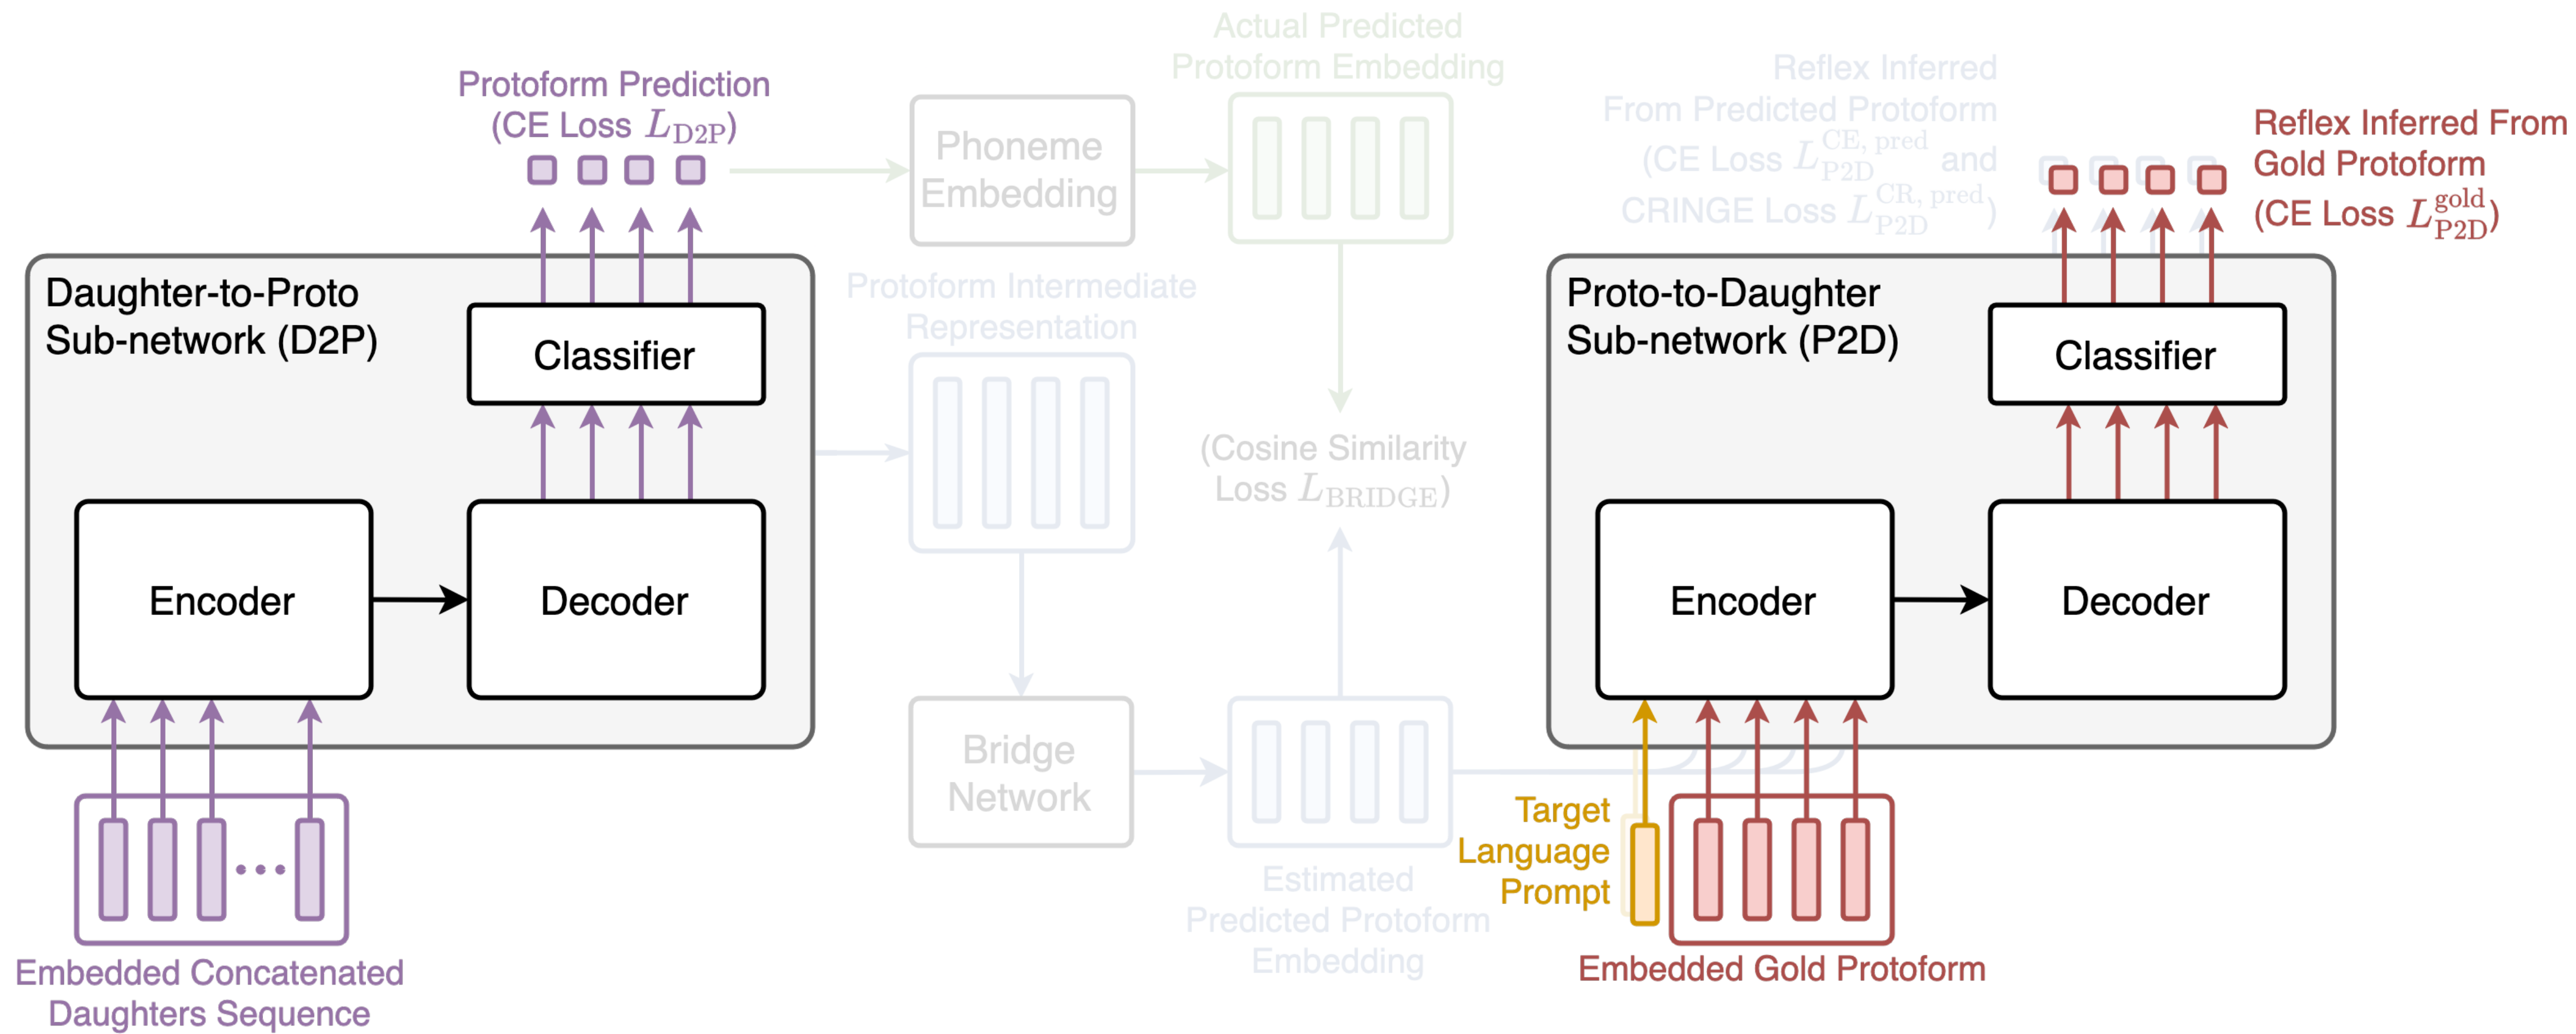 Actual Predicted
Protoform Embedding
Protoform Prediction
(CE Loss L_D2P)
Phoneme
Embedding
Reflex Inferred
From Predicted Protoform
(CE Loss L_P2D^CE, pred and
CRINGE Loss L_P2D^CR, pred)
Reflex Inferred From
Gold Protoform
(CE Loss L_P2D^gold)
Daughter-to-Proto
Sub-network (D2P)
Classifier
Encoder
Decoder
Protoform Intermediate
Representation
(Cosine Similarity
Loss L_BRIDGE)
Bridge
Network
Estimated
Predicted Protoform
Embedding
Proto-to-Daughter
Sub-network (P2D)
Classifier
Encoder
Decoder
Target
Language
Prompt
Embedded Gold Protoform
Embedded Concatenated
Daughters Sequence